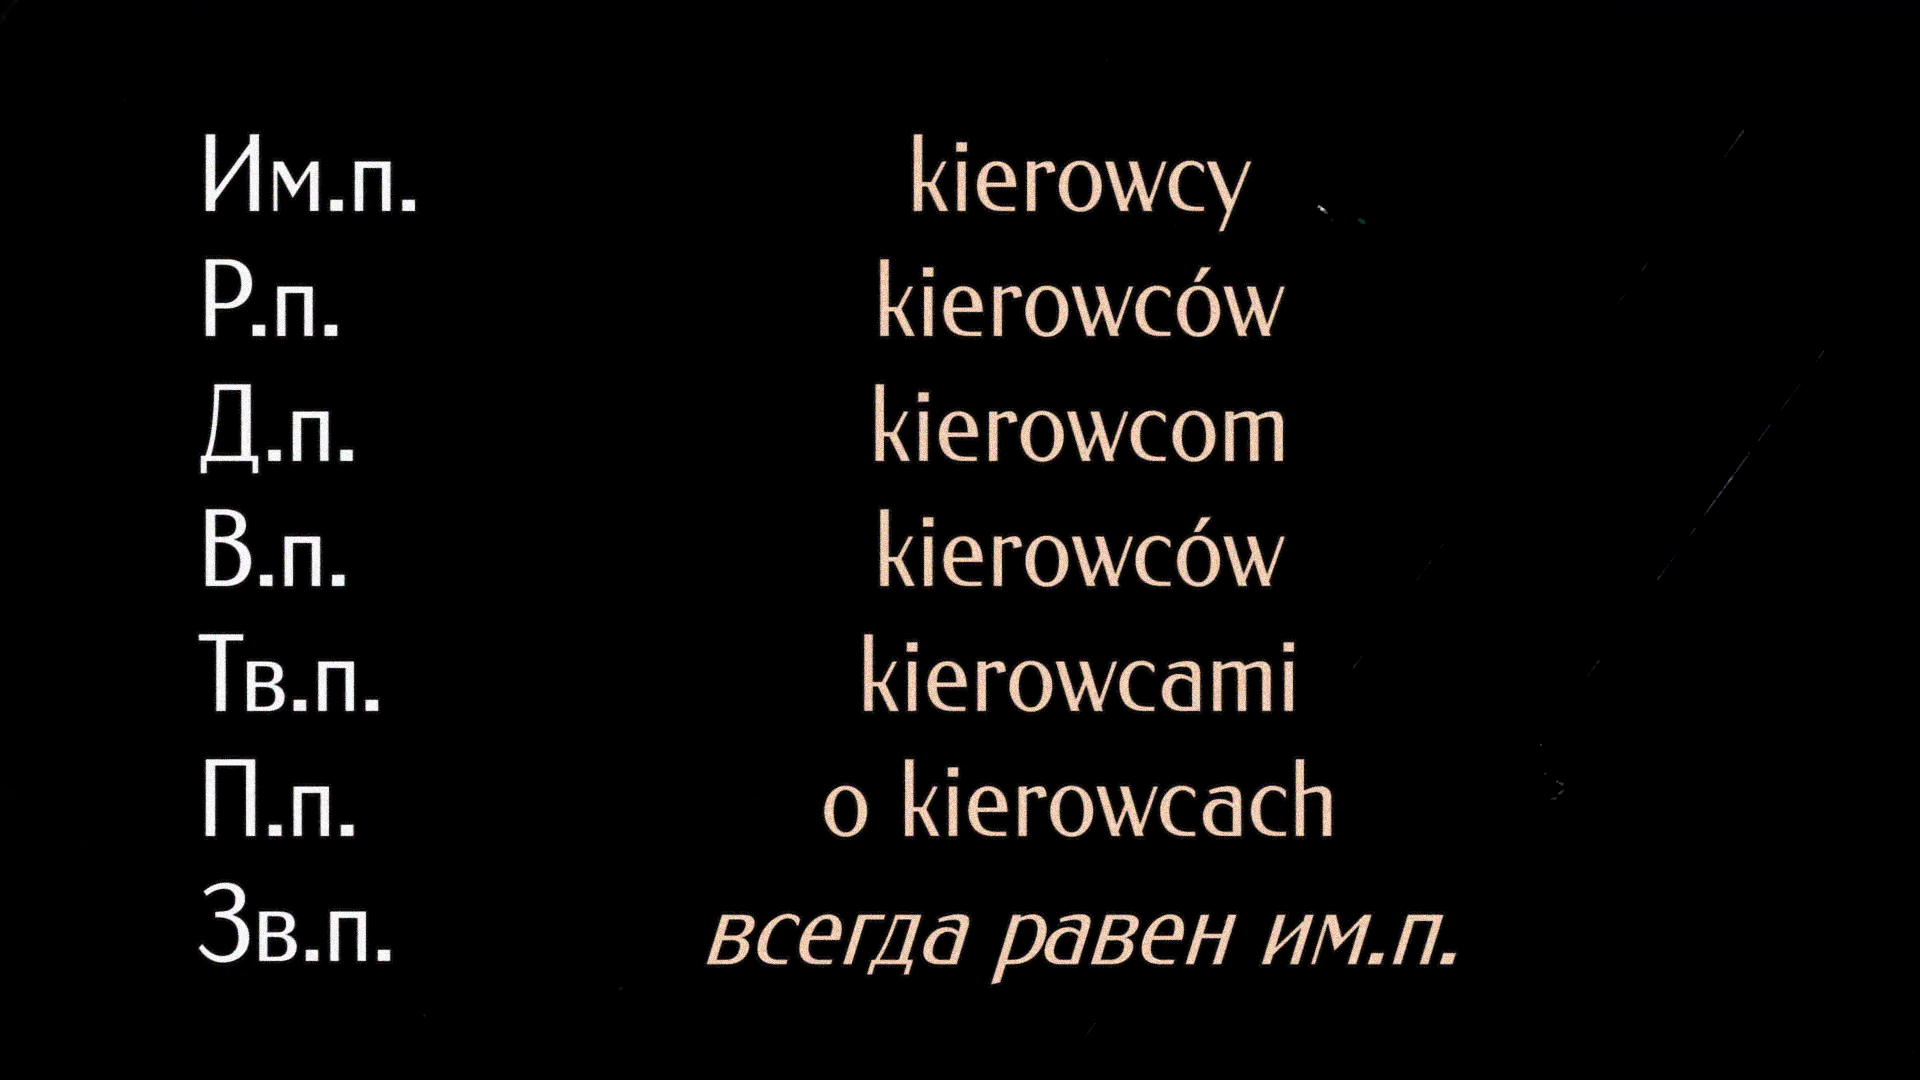 Им.п. kierowcy
Р.п. kierowców
Д.п. kierowcom
В.п. kierowców
Тв.п. kierowcami
П.п. o kierowcach
Зв.п. всегда равен им.п.